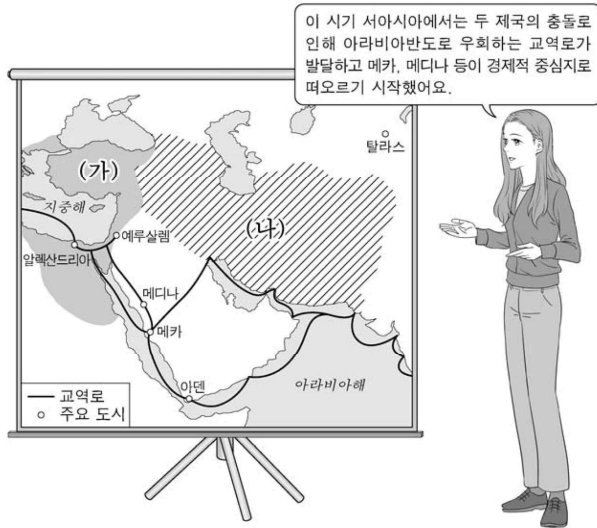 이 시기 서아시아에서는 두 제국의 충돌로
인해 아라비아반도로 우회하는 교역로가
발달하고 메카, 메디나 등이 경제적 중심지로
떠오르기 시작했어요.
탈라스
(가)
지중해
(나)
예루살렘
알렉산드리아
메디나
메카
아덴
아라비아해
교역로
주요 도시